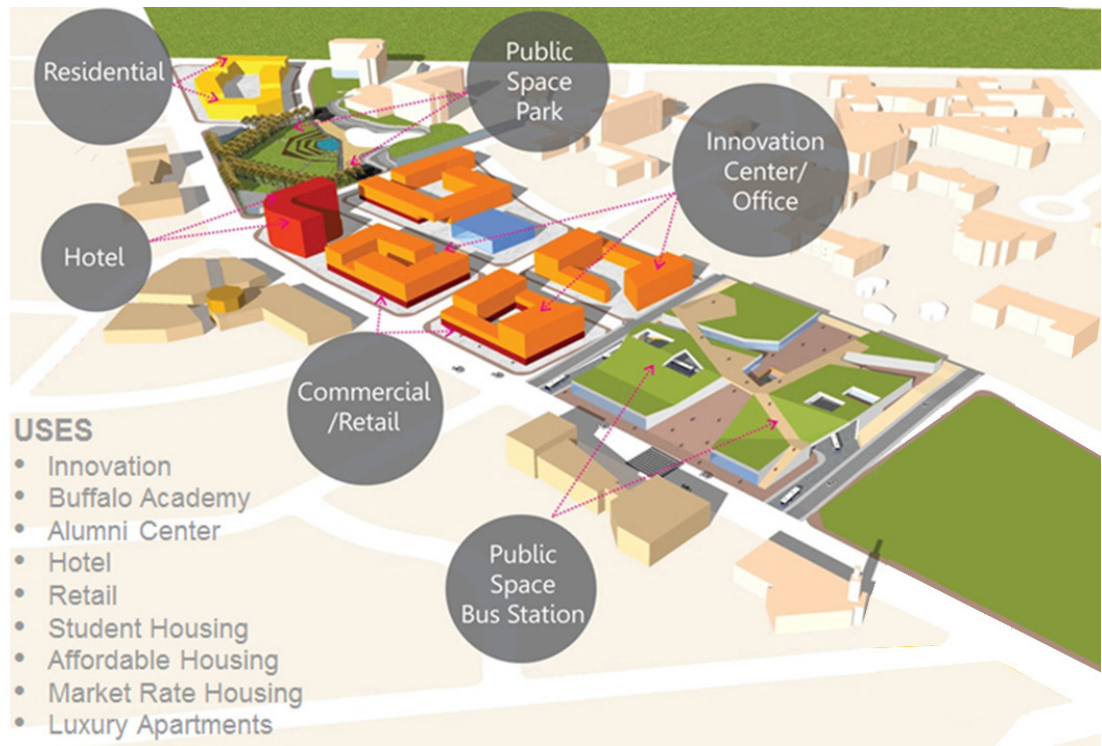 Residential
Public
Space
Park
Innovation
Center/
Office
Hotel
Commercial
/Retail
Public
Space
Bus Station
USES
• Innovation
• Buffalo Academy
• Alumni Center
• Hotel
• Retail
• Student Housing
• Affordable Housing
• Market Rate Housing
• Luxury Apartments